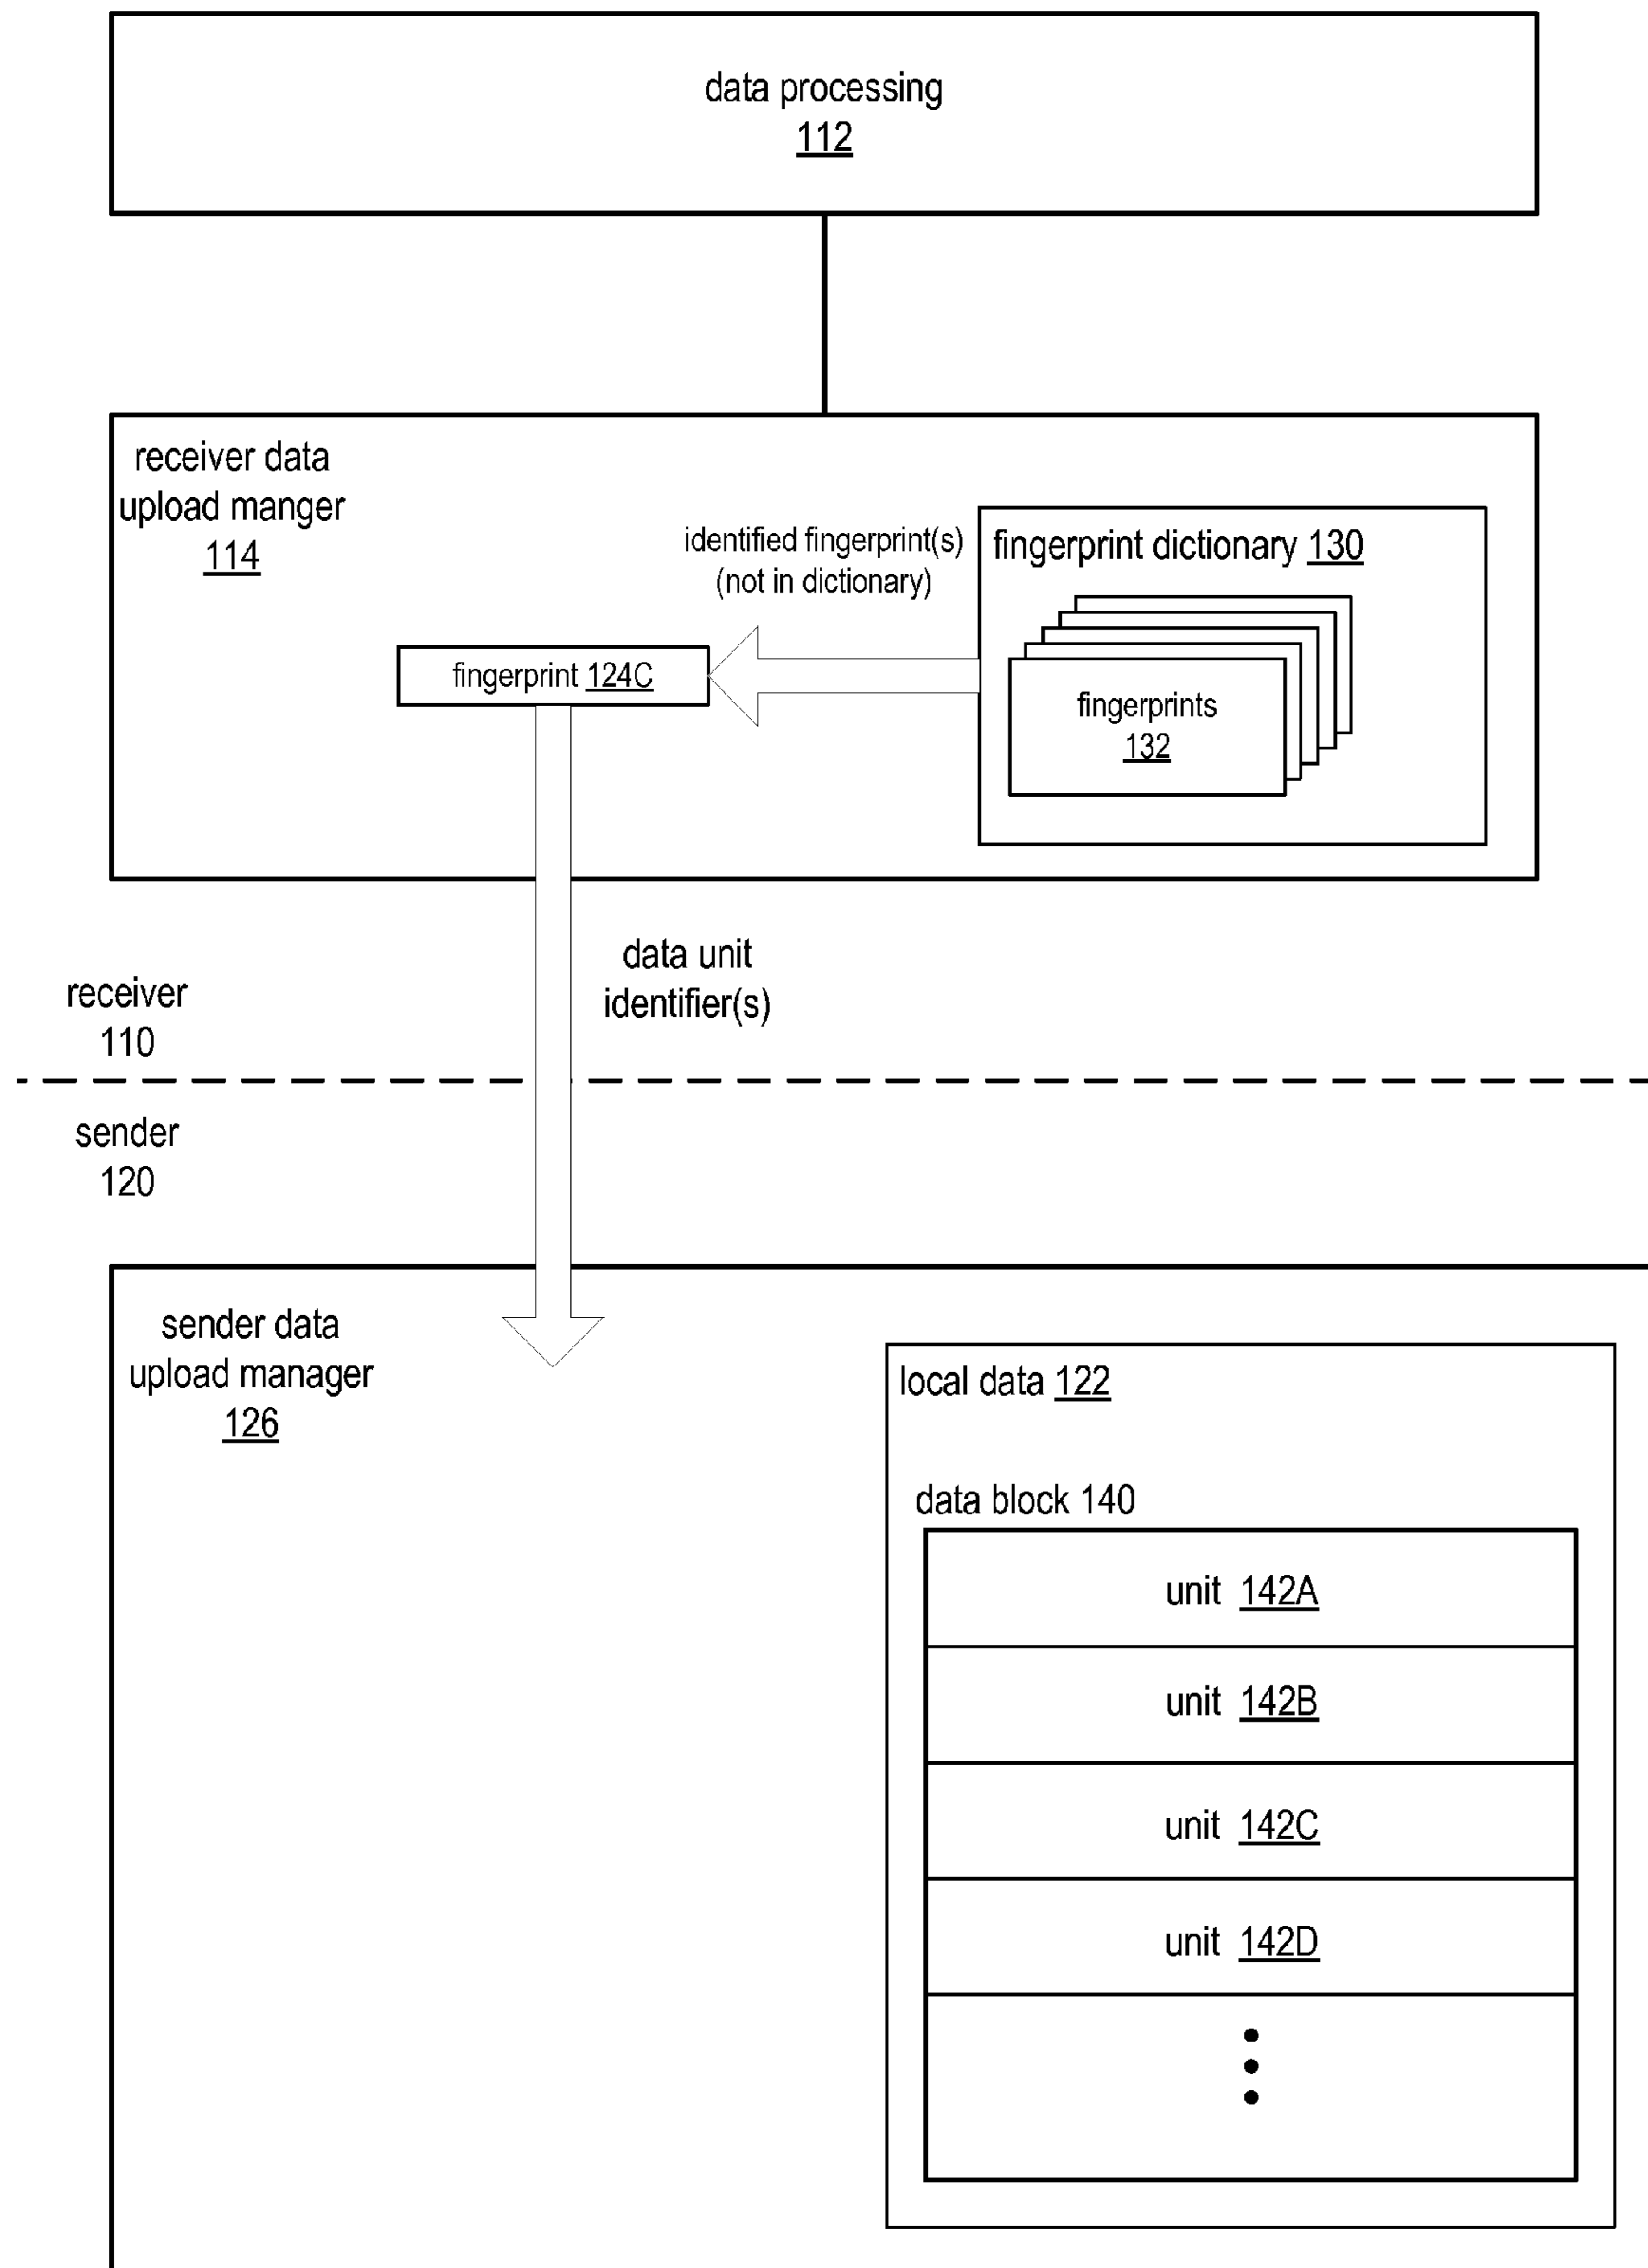 data processing
112
receiver data
upload manger
114
identified fingerprint(s)
(not in dictionary)
fingerprint dictionary 130
fingerprint 124C
fingerprints
132
data unit
identifier(s)
receiver
110
sender
120
sender data
upload manager
126
local data 122
data block 140
unit 142A
unit 142B
unit 142C
unit 142D